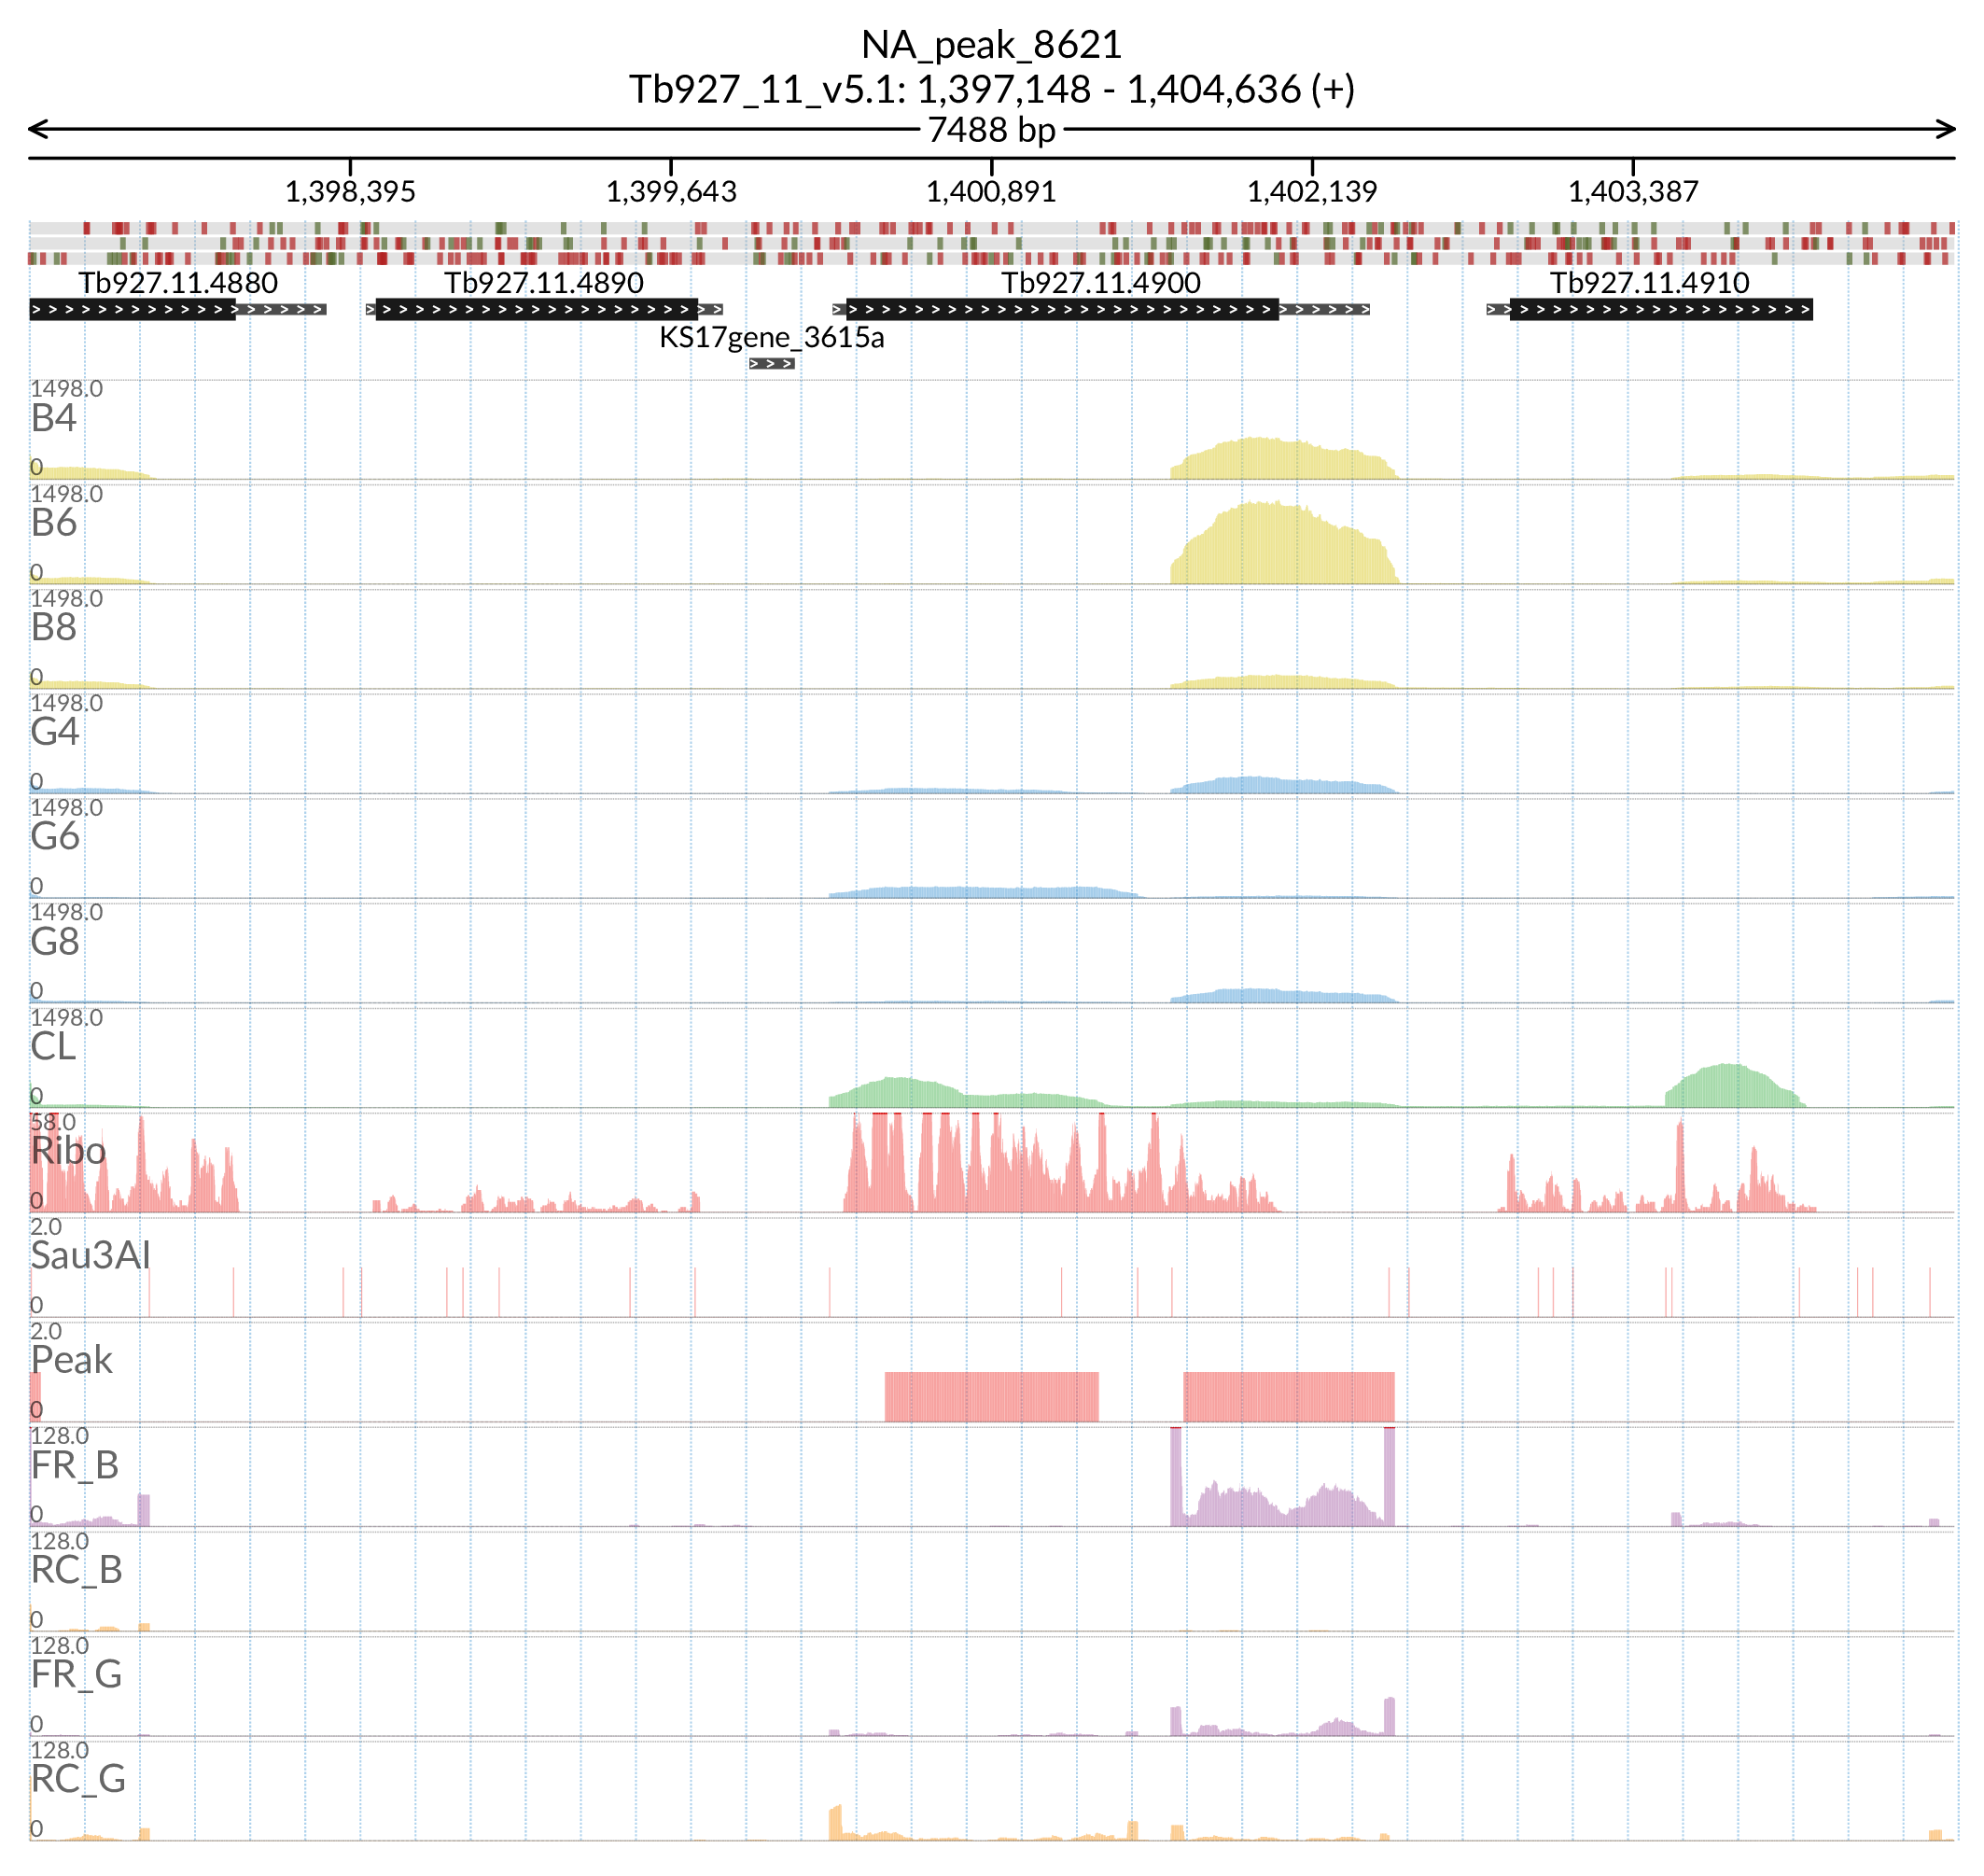 NA_peak_8621
Tb927_11_v5.1: 1,397,148 - 1,404,636 (+)
7488 bp
1,398,395 1,399,643 1,400,891 1,402,139 1,403,387
Tb927.11.4880 Tb927.11.4890 Tb927.11.4900 Tb927.11.4910
KS17gene_3615a
1498.0
B4
0
1498.0
B6
0
1498.0
B8
0
1498.0
G4
0
1498.0
G6
0
1498.0
G8
0
1498.0
CL
0
58.0
Ribo
0
2.0
Sau3AI
0
2.0
Peak
0
128.0
FR_B
0
128.0
RC_B
0
128.0
FR_G
0
128.0
RC_G
0